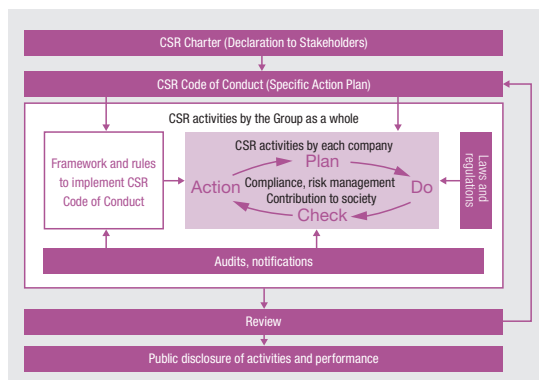 CSR Charter (Declaration to Stakeholders)
CSR Code of Conduct (Specific Action Plan)
CSR activities by the Group as a whole
Framework and rules
to implement CSR
Code of Conduct
CSR activities by each company
Plan
Action
Compliance, risk management
Contribution to society
Do
Check
Laws and
regulations
Audits, notifications
Review
Public disclosure of activities and performance